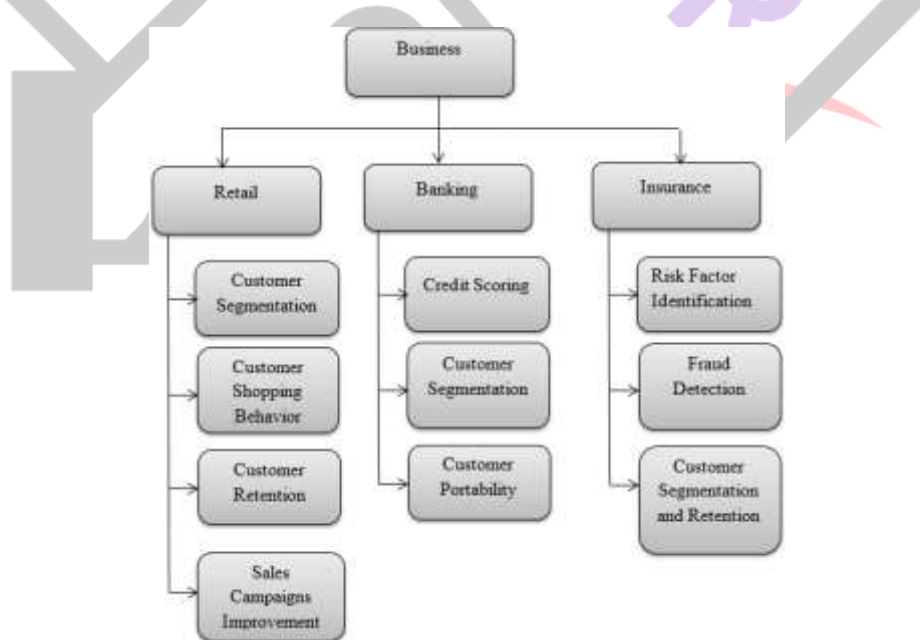 Business
Retail
Banking
Insurance
Customer
Segmentation
Customer
Shopping
Behavior
Customer
Retention
Sales
Campaigns
Improvement
Credit Scoring
Customer
Segmentation
Customer
Portability
Risk Factor
Identification
Fraud
Detection
Customer
Segmentation
and Retention